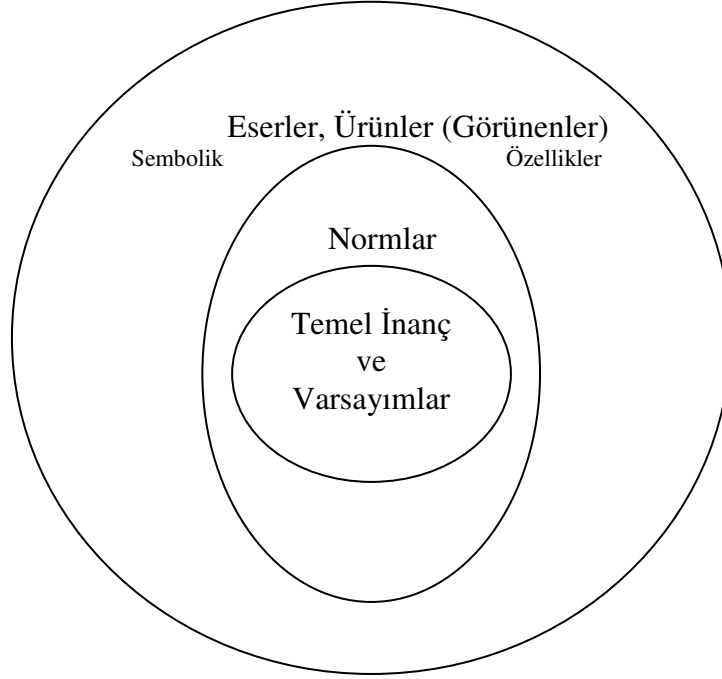 Eserler, Ürünler (Görünenler)
Sembolik Özellikler
Normlar
Temel İnanç
ve
Varsayımlar